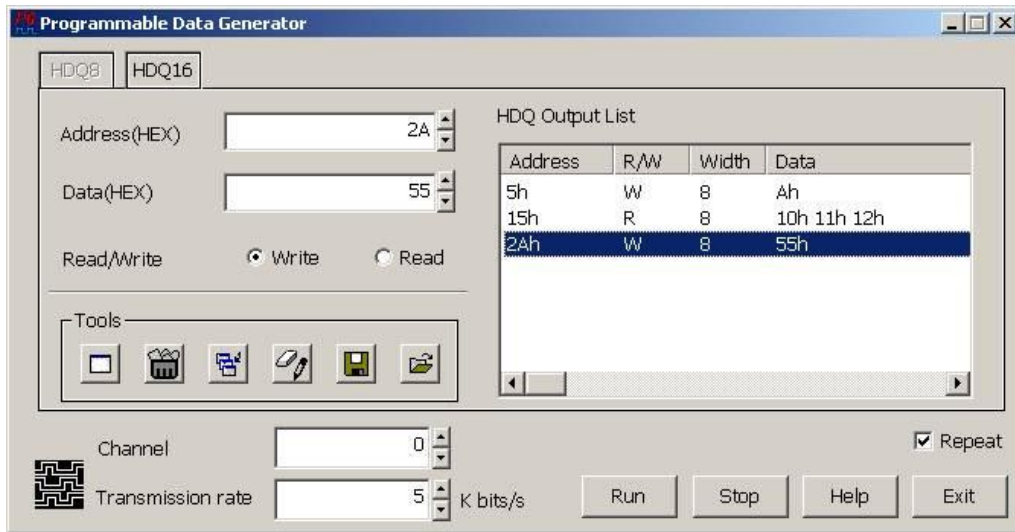 Programmable Data Generator
HDQ8 HDQ16
Address(HEX) 2A
Data(HEX) 55
Read/Write Write Read
Tools
HDQ Output List
Address R/W Width Data
5h W 8 Ah
15h R 8 10h 11h 12h
2Ah W 8 55h
Channel 0
Transmission rate 5 K bits/s
Repeat
Run Stop Help Exit